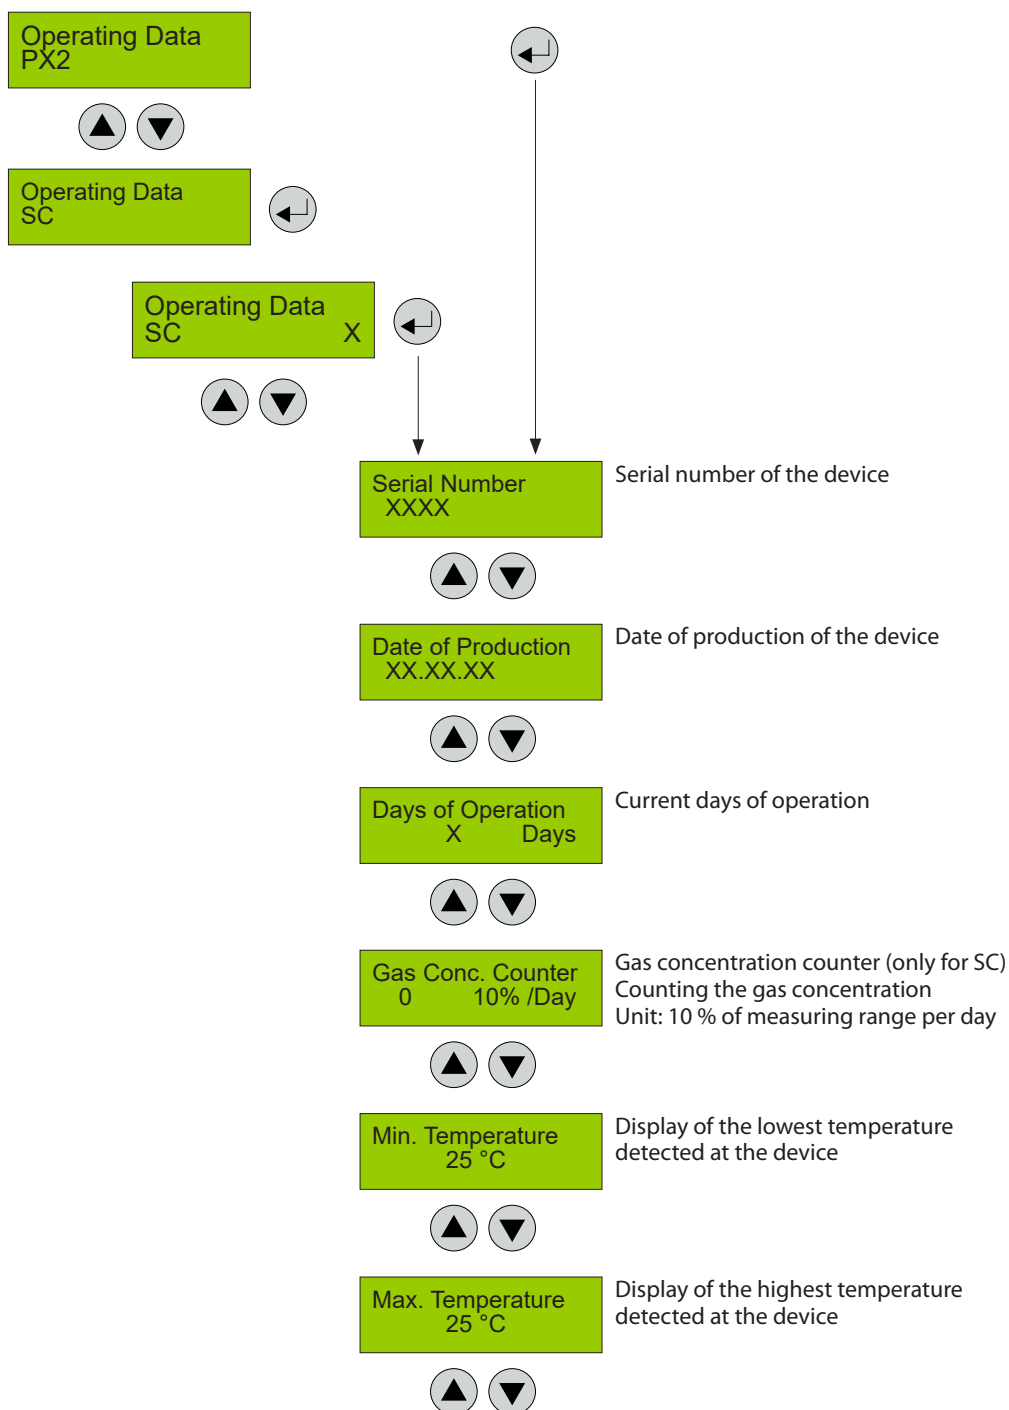 Operating Data
PX2
Operating Data
SC
Operating Data
SC X
Serial Number
XXXX
Serial number of the device
Date of Production
XX.XX.XX
Date of production of the device
Days of Operation
X Days
Current days of operation
Gas Conc. Counter
0 10% /Day
Gas concentration counter (only for SC)
Counting the gas concentration
Unit: 10 % of measuring range per day
Min. Temperature
25 °C
Display of the lowest temperature
detected at the device
Max. Temperature
25 °C
Display of the highest temperature
detected at the device